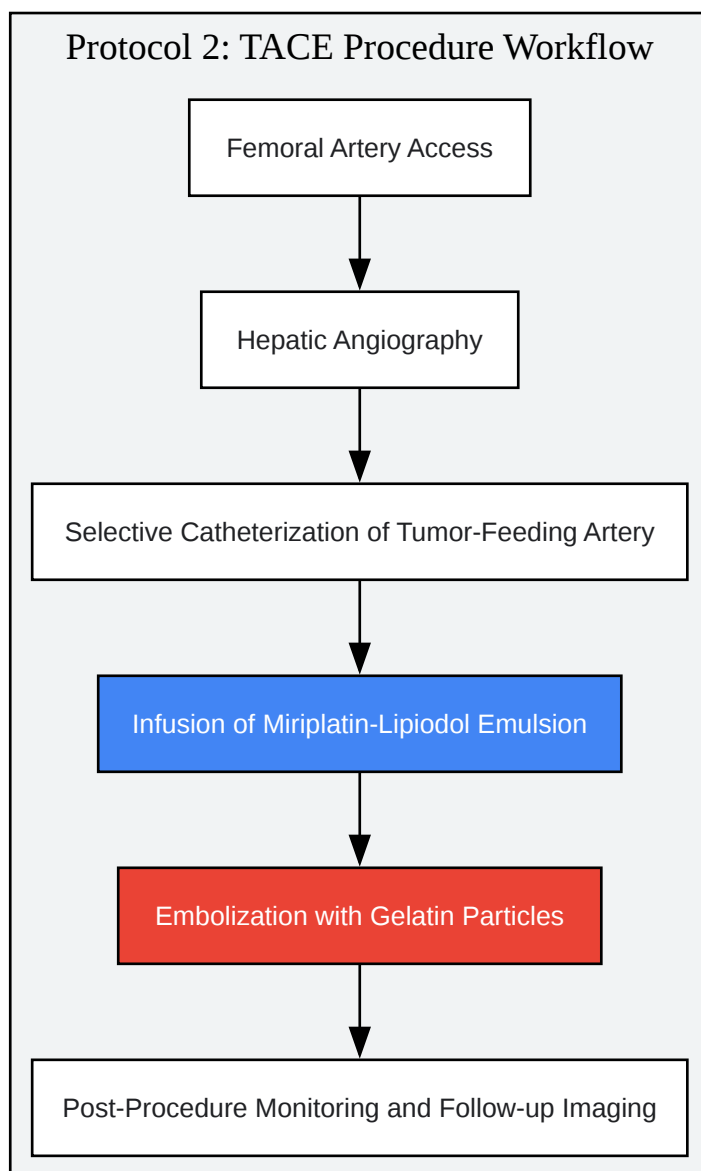 Protocol 2: TACE Procedure Workflow
Femoral Artery Access
Hepatic Angiography
Selective Catheterization of Tumor-Feeding Artery
Infusion of Miriplatin-Lipiodol Emulsion
Embolization with Gelatin Particles
Post-Procedure Monitoring and Follow-up Imaging